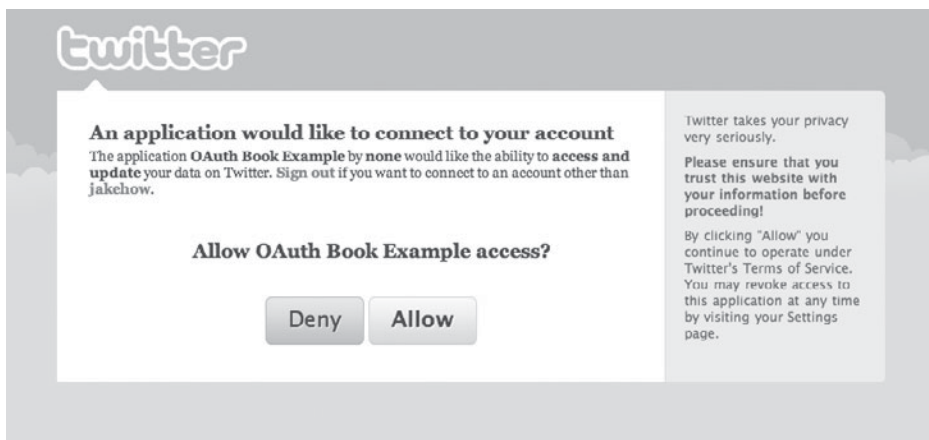 twitter
An application would like to connect to your account
The application OAuth Book Example by none would like the ability to access and
update your data on Twitter. Sign out if you want to connect to an account other than
jakehow.
Allow OAuth Book Example access?
Deny Allow
Twitter takes your privacy
very seriously.
Please ensure that you
trust this website with
your information before
proceeding!
By clicking "Allow" you
continue to operate under
Twitter's Terms of Service.
You may revoke access to
this application at any time
by visiting your Settings
page.